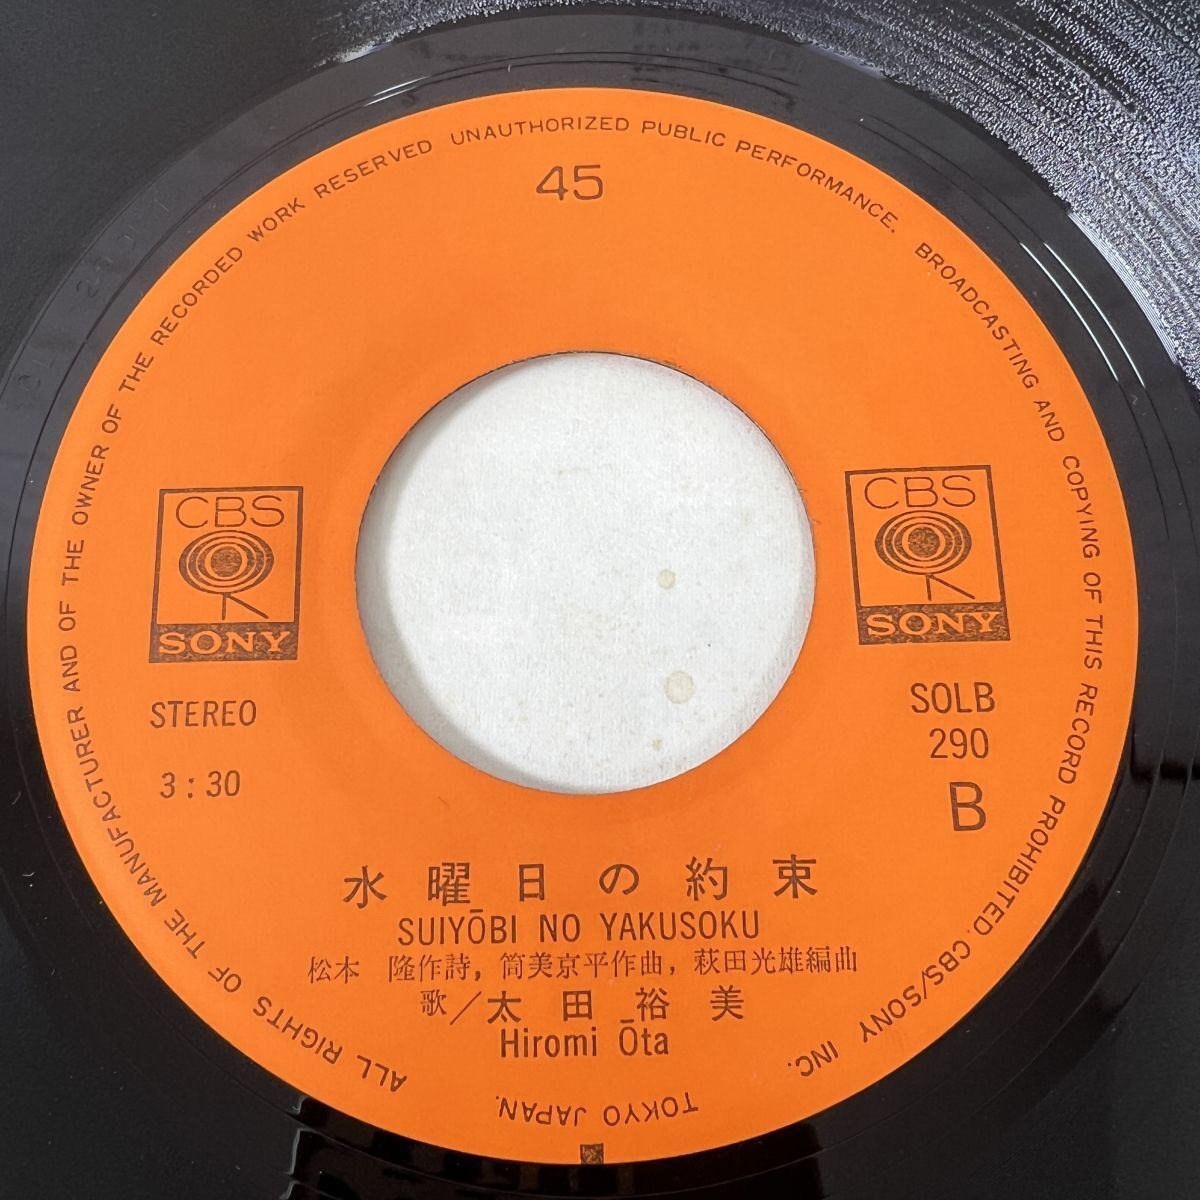 ALL RIGHTS OF THE MANUFACTURER AND OF THE OWNER OF THE RECORDED WORK RESERVED UNAUTHORIZED PUBLIC PERFORMANCE. BROADCASTING AND COPYING OF THIS RECORD PROHIBITED. CBS/SONY INC.
TOKYO JAPAN.
45
CBS
SONY
CBS
SONY
STEREO
3:30
SOLB
290
B
水曜日の約束
SUIYŌBI NO YAKUSOKU
松本 隆作詩, 筒美京平作曲, 萩田光雄編曲
歌/太田裕美
Hiromi Ōta